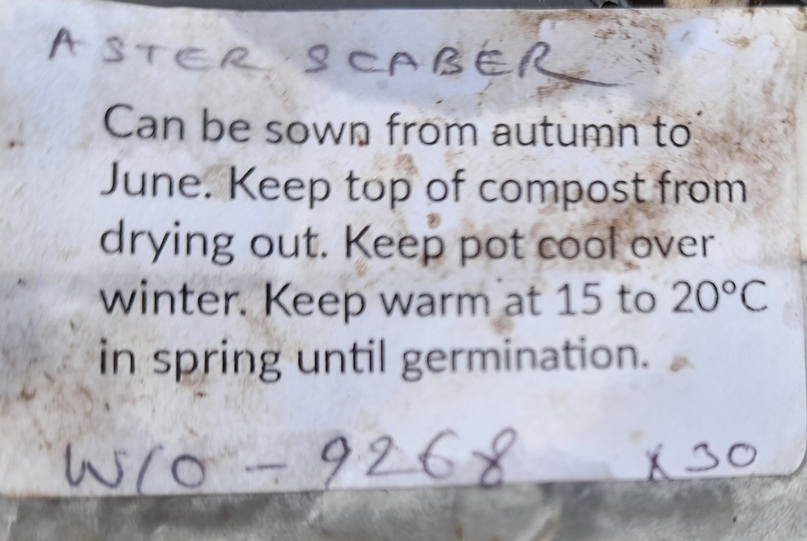 ASTER SCABER
Can be sown from autumn to
June. Keep top of compost from
drying out. Keep pot cool over
winter. Keep warm at 15 to 20°C
in spring until germination.
W/O - 9268 x30